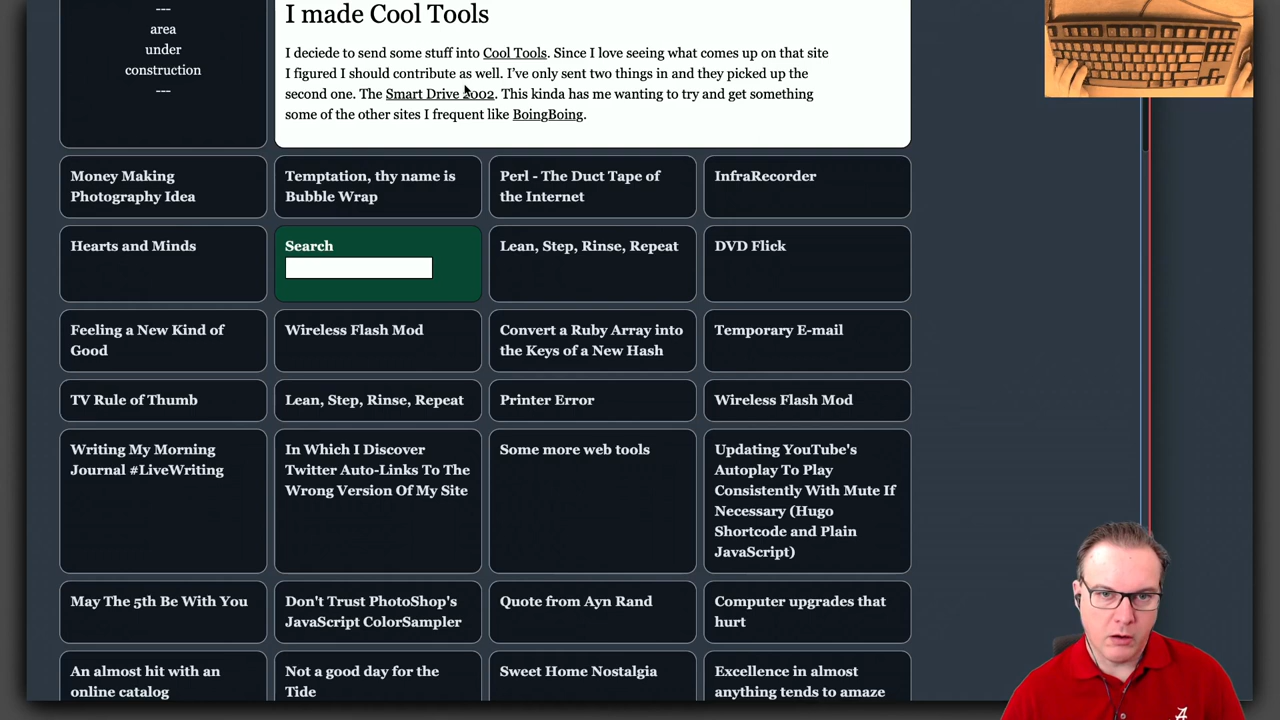 ---
area
under
construction
---
I made Cool Tools
I deciede to send some stuff into Cool Tools. Since I love seeing what comes up on that site
I figured I should contribute as well. I've only sent two things in and they picked up the
second one. The Smart Drive 2002. This kinda has me wanting to try and get something
some of the other sites I frequent like BoingBoing.
Money Making
Photography Idea
Temptation, thy name is
Bubble Wrap
Perl - The Duct Tape of
the Internet
InfraRecorder
Hearts and Minds
Search
Lean, Step, Rinse, Repeat
DVD Flick
Feeling a New Kind of
Good
Wireless Flash Mod
Convert a Ruby Array into
the Keys of a New Hash
Temporary E-mail
TV Rule of Thumb
Lean, Step, Rinse, Repeat
Printer Error
Wireless Flash Mod
Writing My Morning
Journal #LiveWriting
In Which I Discover
Twitter Auto-Links To The
Wrong Version Of My Site
Some more web tools
Updating YouTube's
Autoplay To Play
Consistently With Mute If
Necessary (Hugo
Shortcode and Plain
JavaScript)
May The 5th Be With You
Don't Trust PhotoShop's
JavaScript ColorSampler
Quote from Ayn Rand
Computer upgrades that
hurt
An almost hit with an
online catalog
Not a good day for the
Tide
Sweet Home Nostalgia
Excellence in almost
anything tends to amaze
A